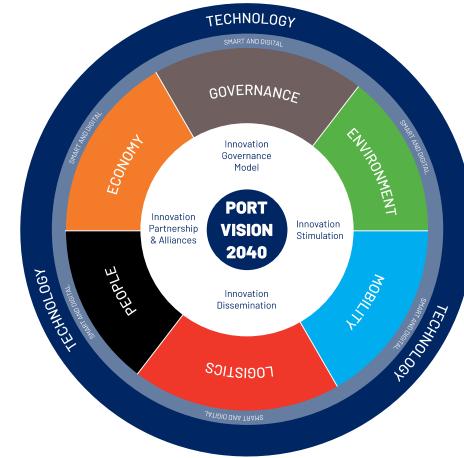 TECHNOLOGY
SMART AND DIGITAL
GOVERNANCE
ECONOMY
ENVIRONMENT
SMART AND DIGITAL
SMART AND DIGITAL
Innovation
Governance
Model
Innovation
Partnership
& Alliances
PORT
VISION
2040
Innovation
Stimulation
Innovation
Dissemination
PEOPLE
MOBILITY
LOGISTICS
SMART AND DIGITAL
SMART AND DIGITAL
SMART AND DIGITAL
TECHNOLOGY
TECHNOLOGY